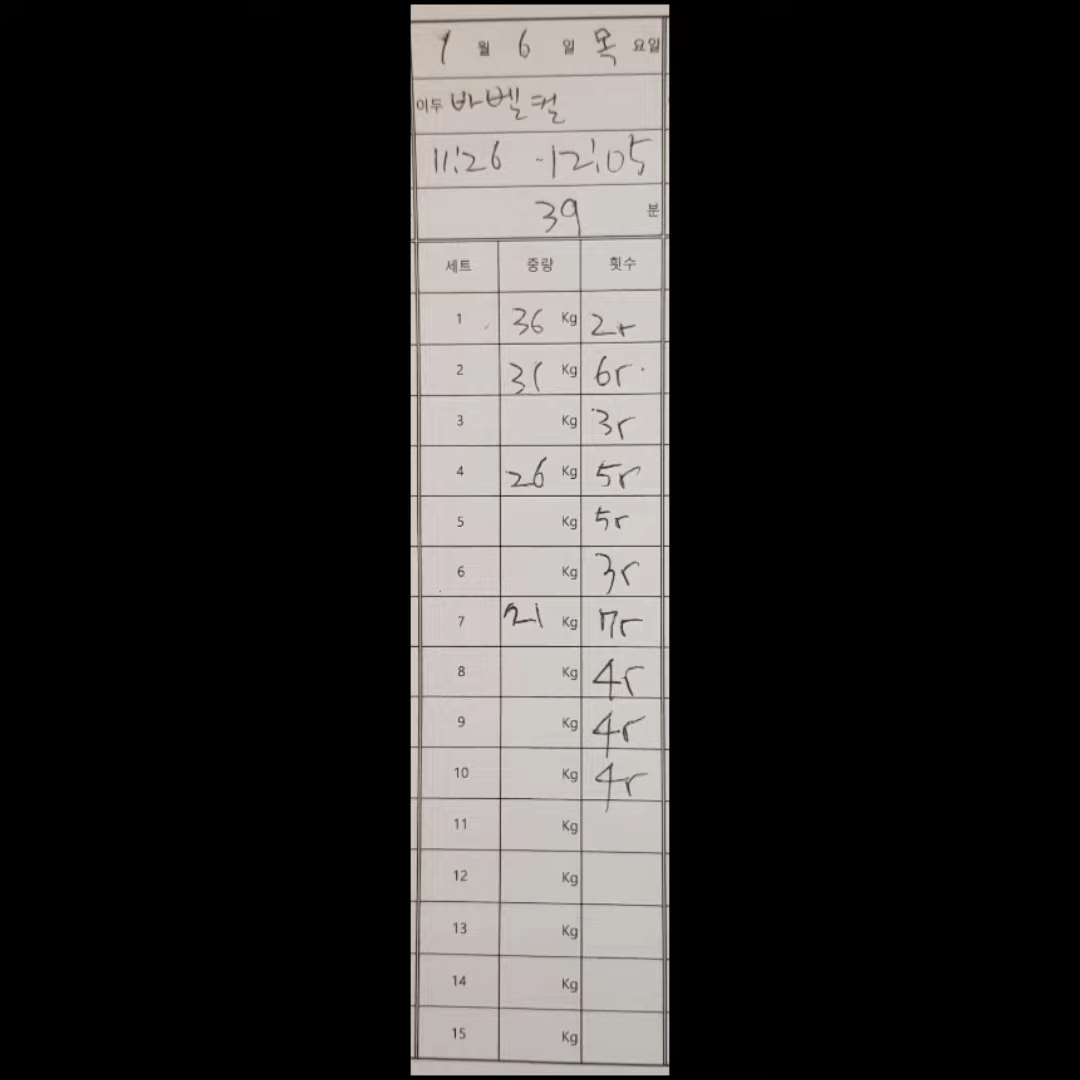 1 월 6 일 목 요일
이두 바벨컬
11:26 - 12:05
39 분
세트 중량 횟수
1 36 Kg 2r
2 31 Kg 6r
3 Kg 3r
4 26 Kg 5r
5 Kg 5r
6 Kg 3r
7 21 Kg 7r
8 Kg 4r
9 Kg 4r
10 Kg 4r
11 Kg
12 Kg
13 Kg
14 Kg
15 Kg